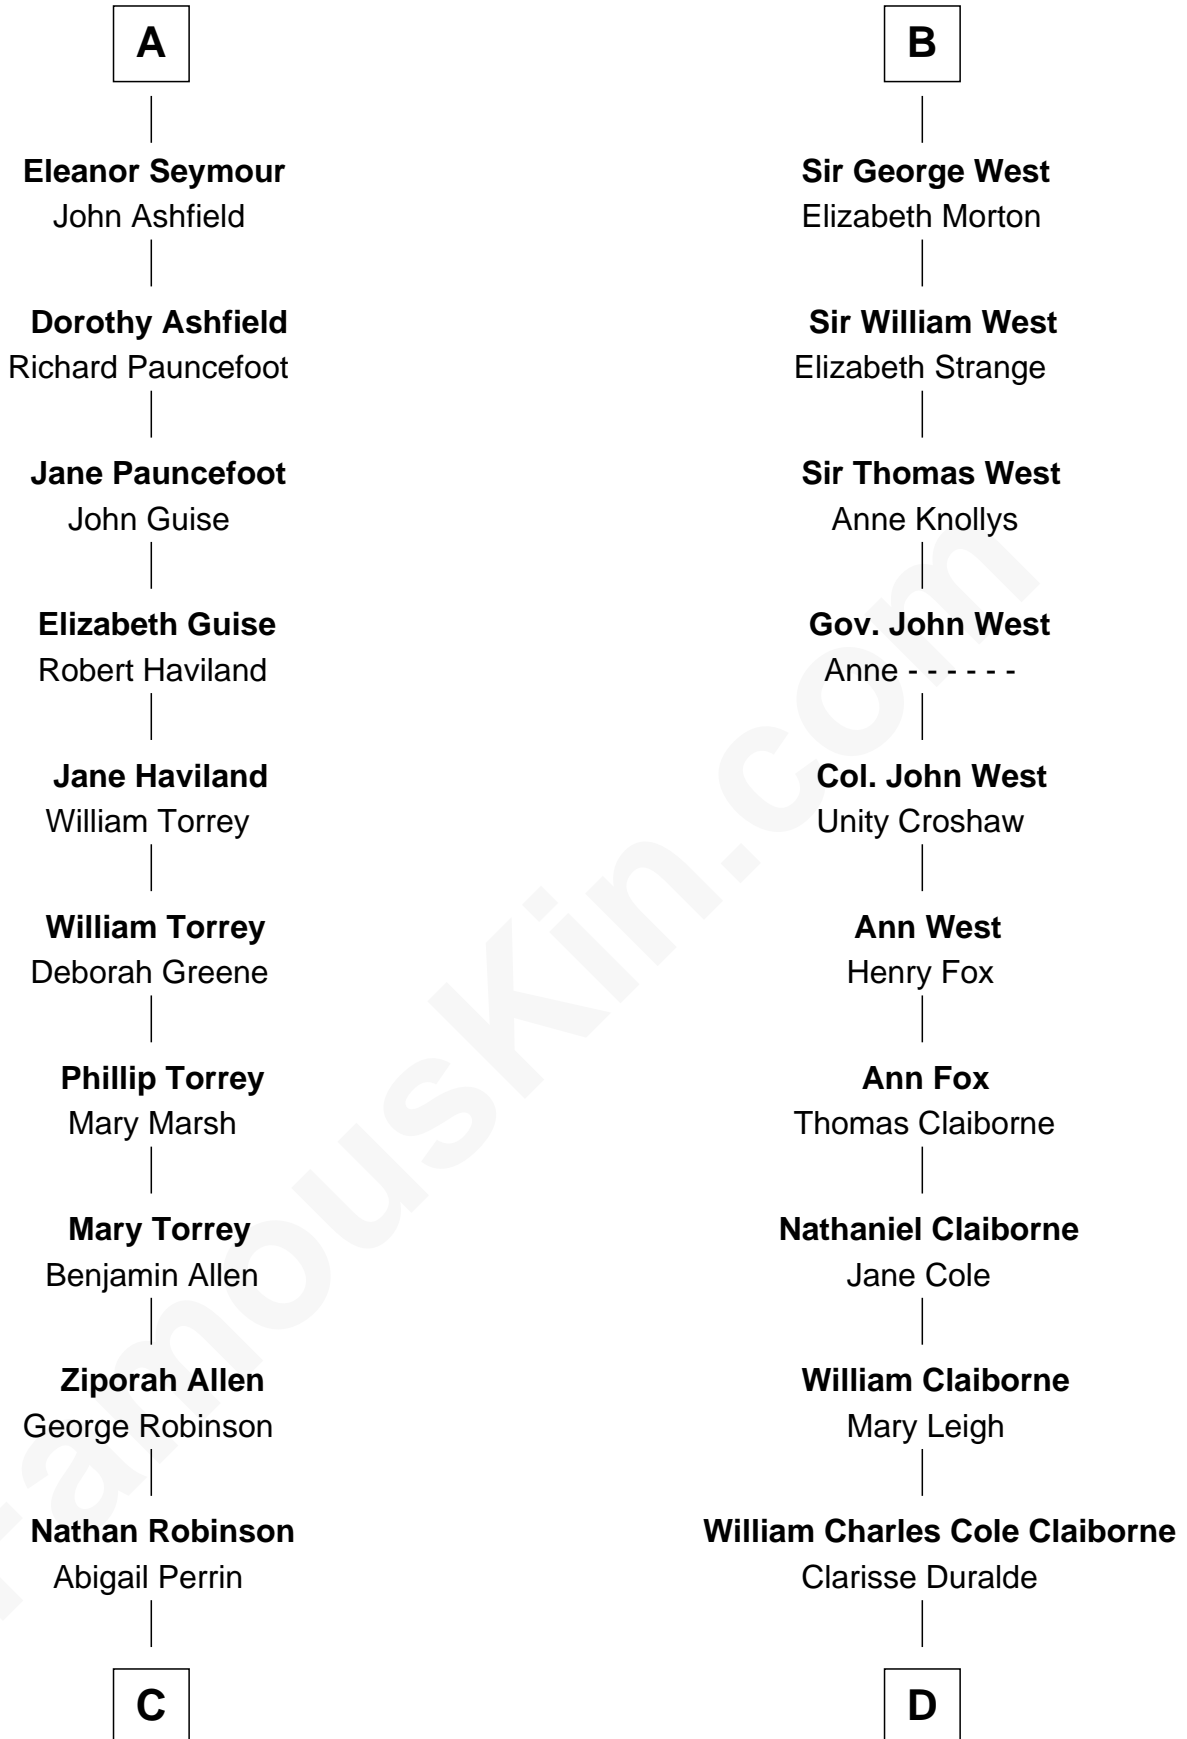 A
Eleanor Seymour
John Ashfield
Dorothy Ashfield
Richard Pauncefoot
Jane Pauncefoot
John Guise
Elizabeth Guise
Robert Haviland
Jane Haviland
William Torrey
William Torrey
Deborah Greene
Phillip Torrey
Mary Marsh
Mary Torrey
Benjamin Allen
Ziporah Allen
George Robinson
Nathan Robinson
Abigail Perrin
C
B
Sir George West
Elizabeth Morton
Sir William West
Elizabeth Strange
Sir Thomas West
Anne Knollys
Gov. John West
Anne - - - - - -
Col. John West
Unity Croshaw
Ann West
Henry Fox
Ann Fox
Thomas Claiborne
Nathaniel Claiborne
Jane Cole
William Claiborne
Mary Leigh
William Charles Cole Claiborne
Clarisse Duralde
D
FamousKin.com